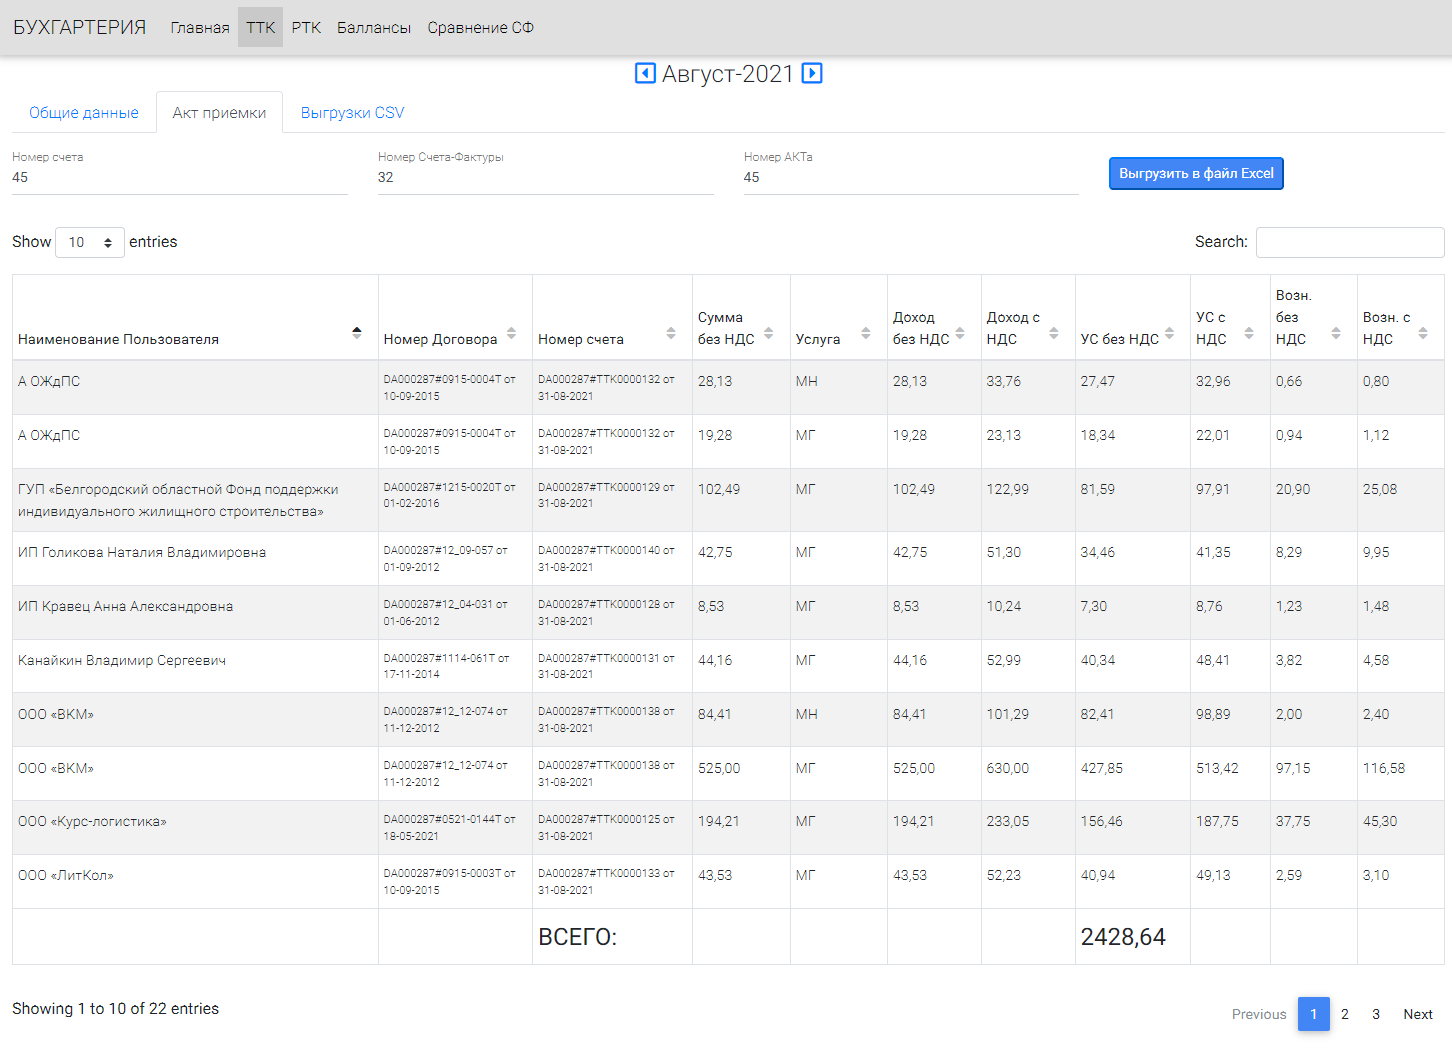 БУХГАРТЕРИЯ Главная ТТК РТК Баллансы Сравнение СФ
Август-2021
Общие данные Акт приемки Выгрузки CSV
Номер счета Номер Счета-Фактуры Номер АКТа
45 32 45 Выгрузить в файл Excel
Show 10 entries Search:
Наименование Пользователя Номер Договора Номер счета Сумма без НДС Услуга Доход без НДС Доход с НДС УС без НДС УС с НДС Возн. без НДС Возн. с НДС
А ОЖдПС DA000287#0915-0004T от 10-09-2015 DA000287#TTK0000132 от 31-08-2021 28,13 МН 28,13 33,76 27,47 32,96 0,66 0,80
А ОЖдПС DA000287#0915-0004T от 10-09-2015 DA000287#TTK0000132 от 31-08-2021 19,28 МГ 19,28 23,13 18,34 22,01 0,94 1,12
ГУП «Белгородский областной Фонд поддержки индивидуального жилищного строительства» DA000287#1215-0020T от 01-02-2016 DA000287#TTK0000129 от 31-08-2021 102,49 МГ 102,49 122,99 81,59 97,91 20,90 25,08
ИП Голикова Наталия Владимировна DA000287#12_09-057 от 01-09-2012 DA000287#TTK0000140 от 31-08-2021 42,75 МГ 42,75 51,30 34,46 41,35 8,29 9,95
ИП Кравец Анна Александровна DA000287#12_04-031 от 01-06-2012 DA000287#TTK0000128 от 31-08-2021 8,53 МГ 8,53 10,24 7,30 8,76 1,23 1,48
Канайкин Владимир Сергеевич DA000287#1114-061T от 17-11-2014 DA000287#TTK0000131 от 31-08-2021 44,16 МГ 44,16 52,99 40,34 48,41 3,82 4,58
ООО «ВКМ» DA000287#12_12-074 от 11-12-2012 DA000287#TTK0000138 от 31-08-2021 84,41 МН 84,41 101,29 82,41 98,89 2,00 2,40
ООО «ВКМ» DA000287#12_12-074 от 11-12-2012 DA000287#TTK0000138 от 31-08-2021 525,00 МГ 525,00 630,00 427,85 513,42 97,15 116,58
ООО «Курс-логистика» DA000287#0521-0144T от 18-05-2021 DA000287#TTK0000125 от 31-08-2021 194,21 МГ 194,21 233,05 156,46 187,75 37,75 45,30
ООО «ЛитКол» DA000287#0915-0003T от 10-09-2015 DA000287#TTK0000133 от 31-08-2021 43,53 МГ 43,53 52,23 40,94 49,13 2,59 3,10
ВСЕГО: 2428,64
Showing 1 to 10 of 22 entries Previous 1 2 3 Next